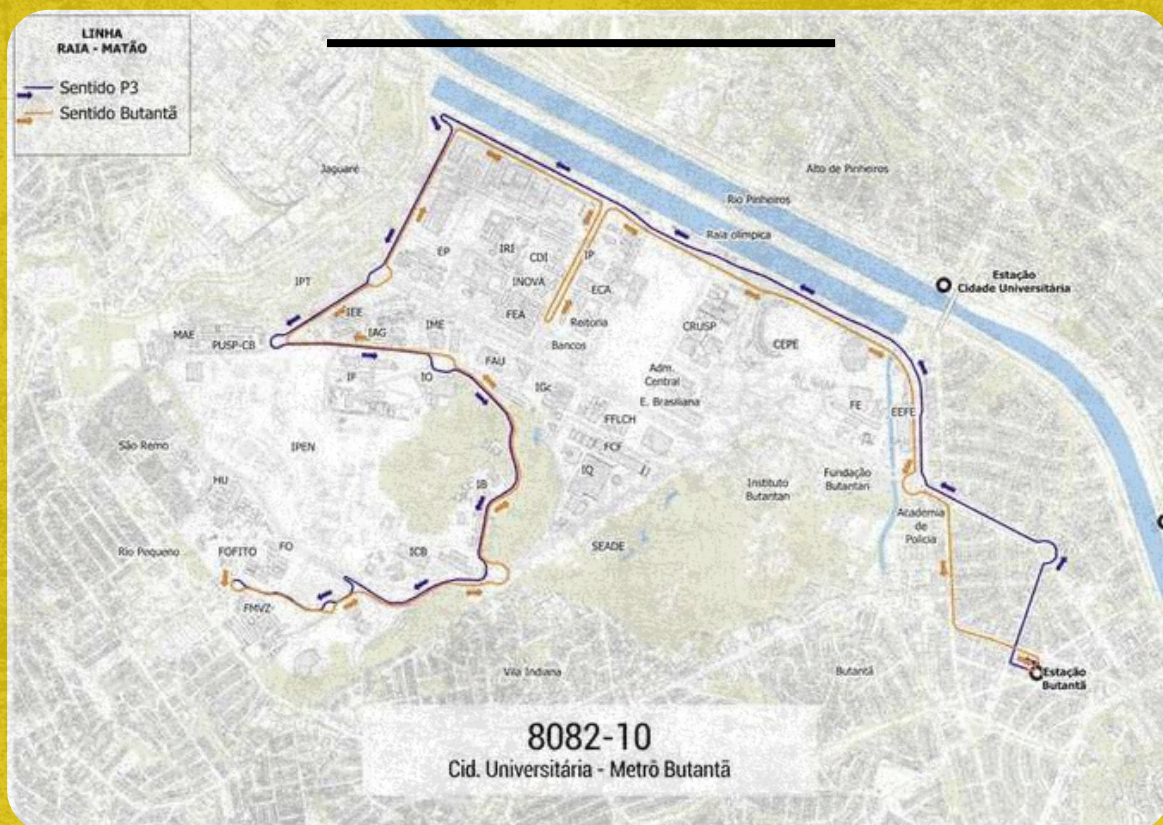 LINHA
RAIA - MATÃO
Sentido P3
Sentido Butantã
Jaguaré
Alto de Pinheiros
Rio Pinheiros
Raia olímpica
Estação
Cidade Universitária
EP
IRI
CDI
IP
IPT
INOVA
ECA
IEE
FEA
Reitoria
IAG
IME
MAE
PUSP-CB
Bancos
CRUSP
CEPE
FAU
Adm.
Central
IF
IO
IGc
E. Brasiliana
FE
EEFE
FFLCH
São Remo
IPEN
FCF
IQ
HU
IB
Instituto
Butantan
Fundação
Butantan
Academia
de
Polícia
Rio Pequeno
FOFITO
FO
ICB
SEADE
FMVZ
Vila Indiana
Butantã
Estação
Butantã
8082-10
Cid. Universitária - Metrô Butantã